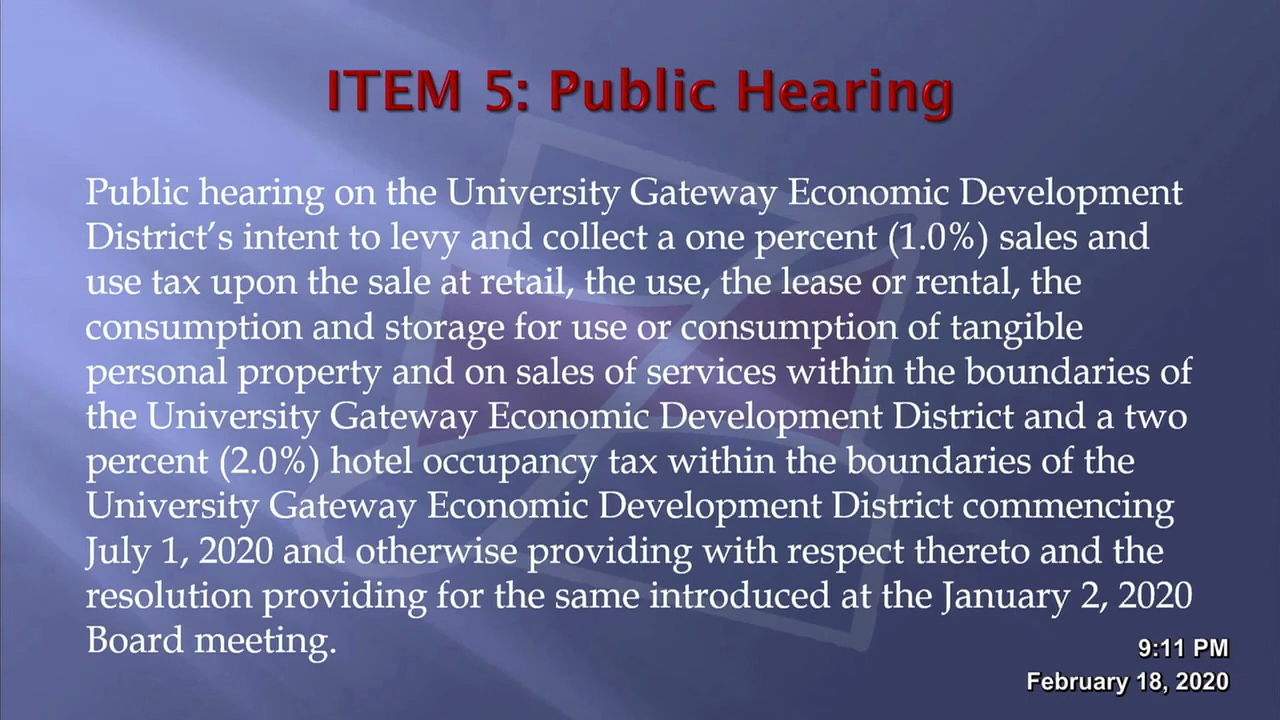 ITEM 5: Public Hearing
Public hearing on the University Gateway Economic Development
District's intent to levy and collect a one percent (1.0%) sales and
use tax upon the sale at retail, the use, the lease or rental, the
consumption and storage for use or consumption of tangible
personal property and on sales of services within the boundaries of
the University Gateway Economic Development District and a two
percent (2.0%) hotel occupancy tax within the boundaries of the
University Gateway Economic Development District commencing
July 1, 2020 and otherwise providing with respect thereto and the
resolution providing for the same introduced at the January 2, 2020
Board meeting.
9:11 PM
February 18, 2020